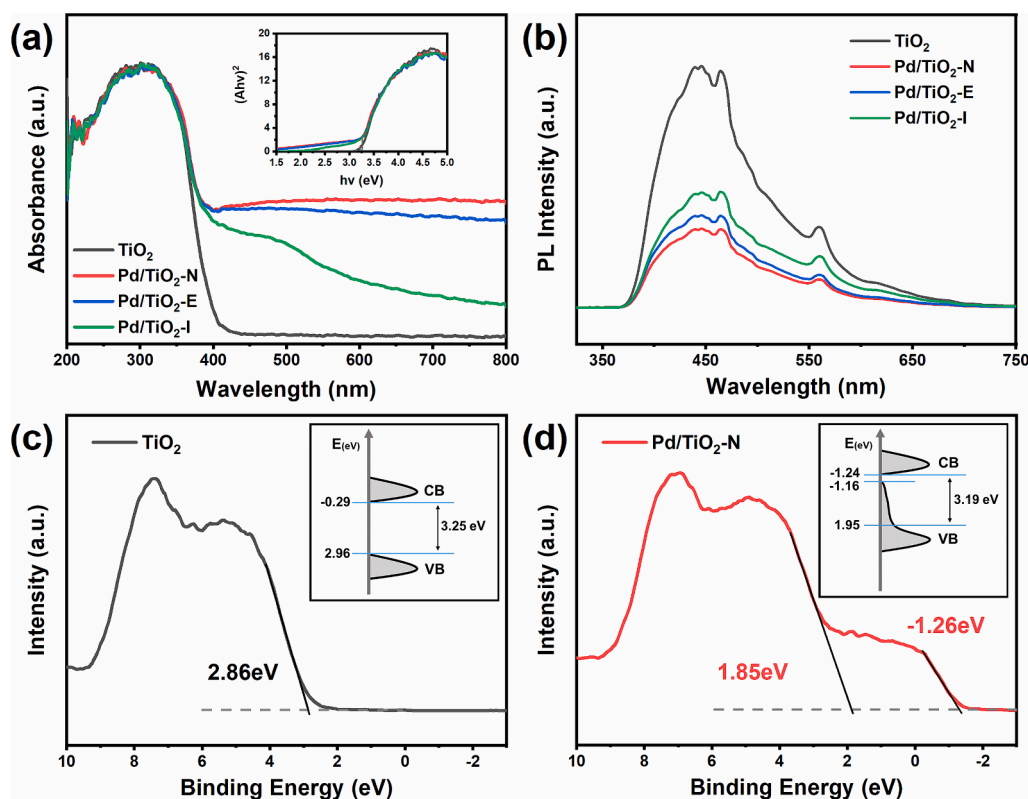 (a)
Absorbance (a.u.)
(Ahv)²
20
16
12
8
4
0
1.5 2.0 2.5 3.0 3.5 4.0 4.5 5.0
hv (eV)
TiO₂
Pd/TiO₂-N
Pd/TiO₂-E
Pd/TiO₂-I
200 300 400 500 600 700 800
Wavelength (nm)
(b)
PL Intensity (a.u.)
TiO₂
Pd/TiO₂-N
Pd/TiO₂-E
Pd/TiO₂-I
350 450 550 650 750
Wavelength (nm)
(c)
Intensity (a.u.)
TiO₂
E(eV)
-0.29
CB
3.25 eV
2.96
VB
2.86eV
10 8 6 4 2 0 -2
Binding Energy (eV)
(d)
Intensity (a.u.)
Pd/TiO₂-N
E(eV)
-1.24
CB
-1.16
3.19 eV
1.95
VB
1.85eV
-1.26eV
10 8 6 4 2 0 -2
Binding Energy (eV)